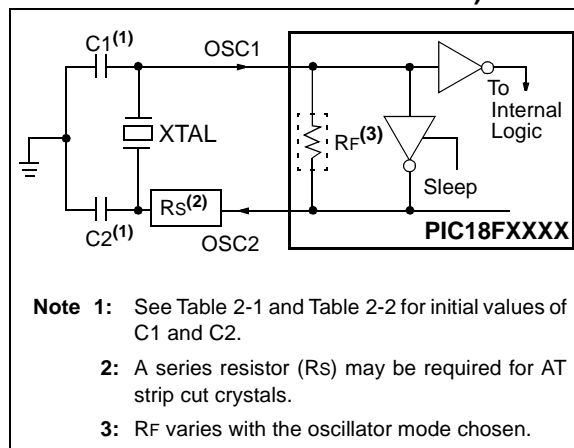 C1(1)
OSC1
To
Internal
Logic
XTAL
RF(3)
Sleep
RS(2)
C2(1)
OSC2
PIC18FXXXX
Note 1: See Table 2-1 and Table 2-2 for initial values of
C1 and C2.
2: A series resistor (RS) may be required for AT
strip cut crystals.
3: RF varies with the oscillator mode chosen.